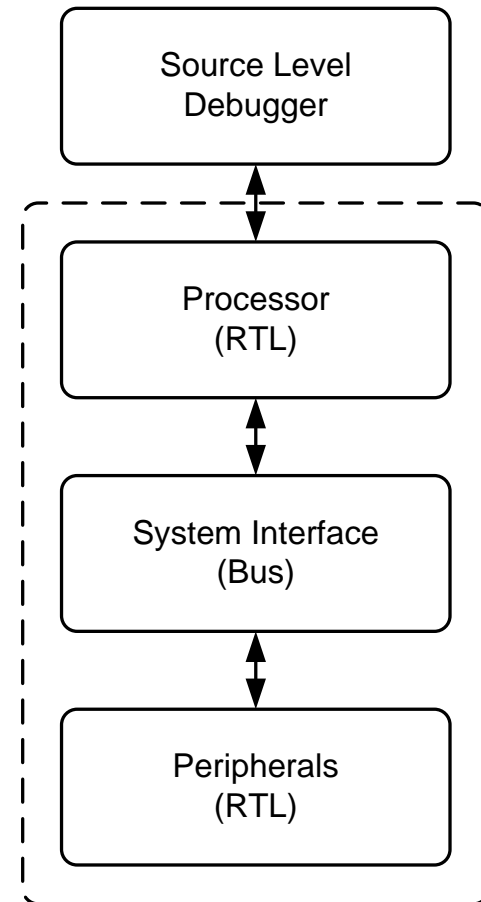 Source Level
Debugger
Processor
(RTL)
System Interface
(Bus)
Peripherals
(RTL)